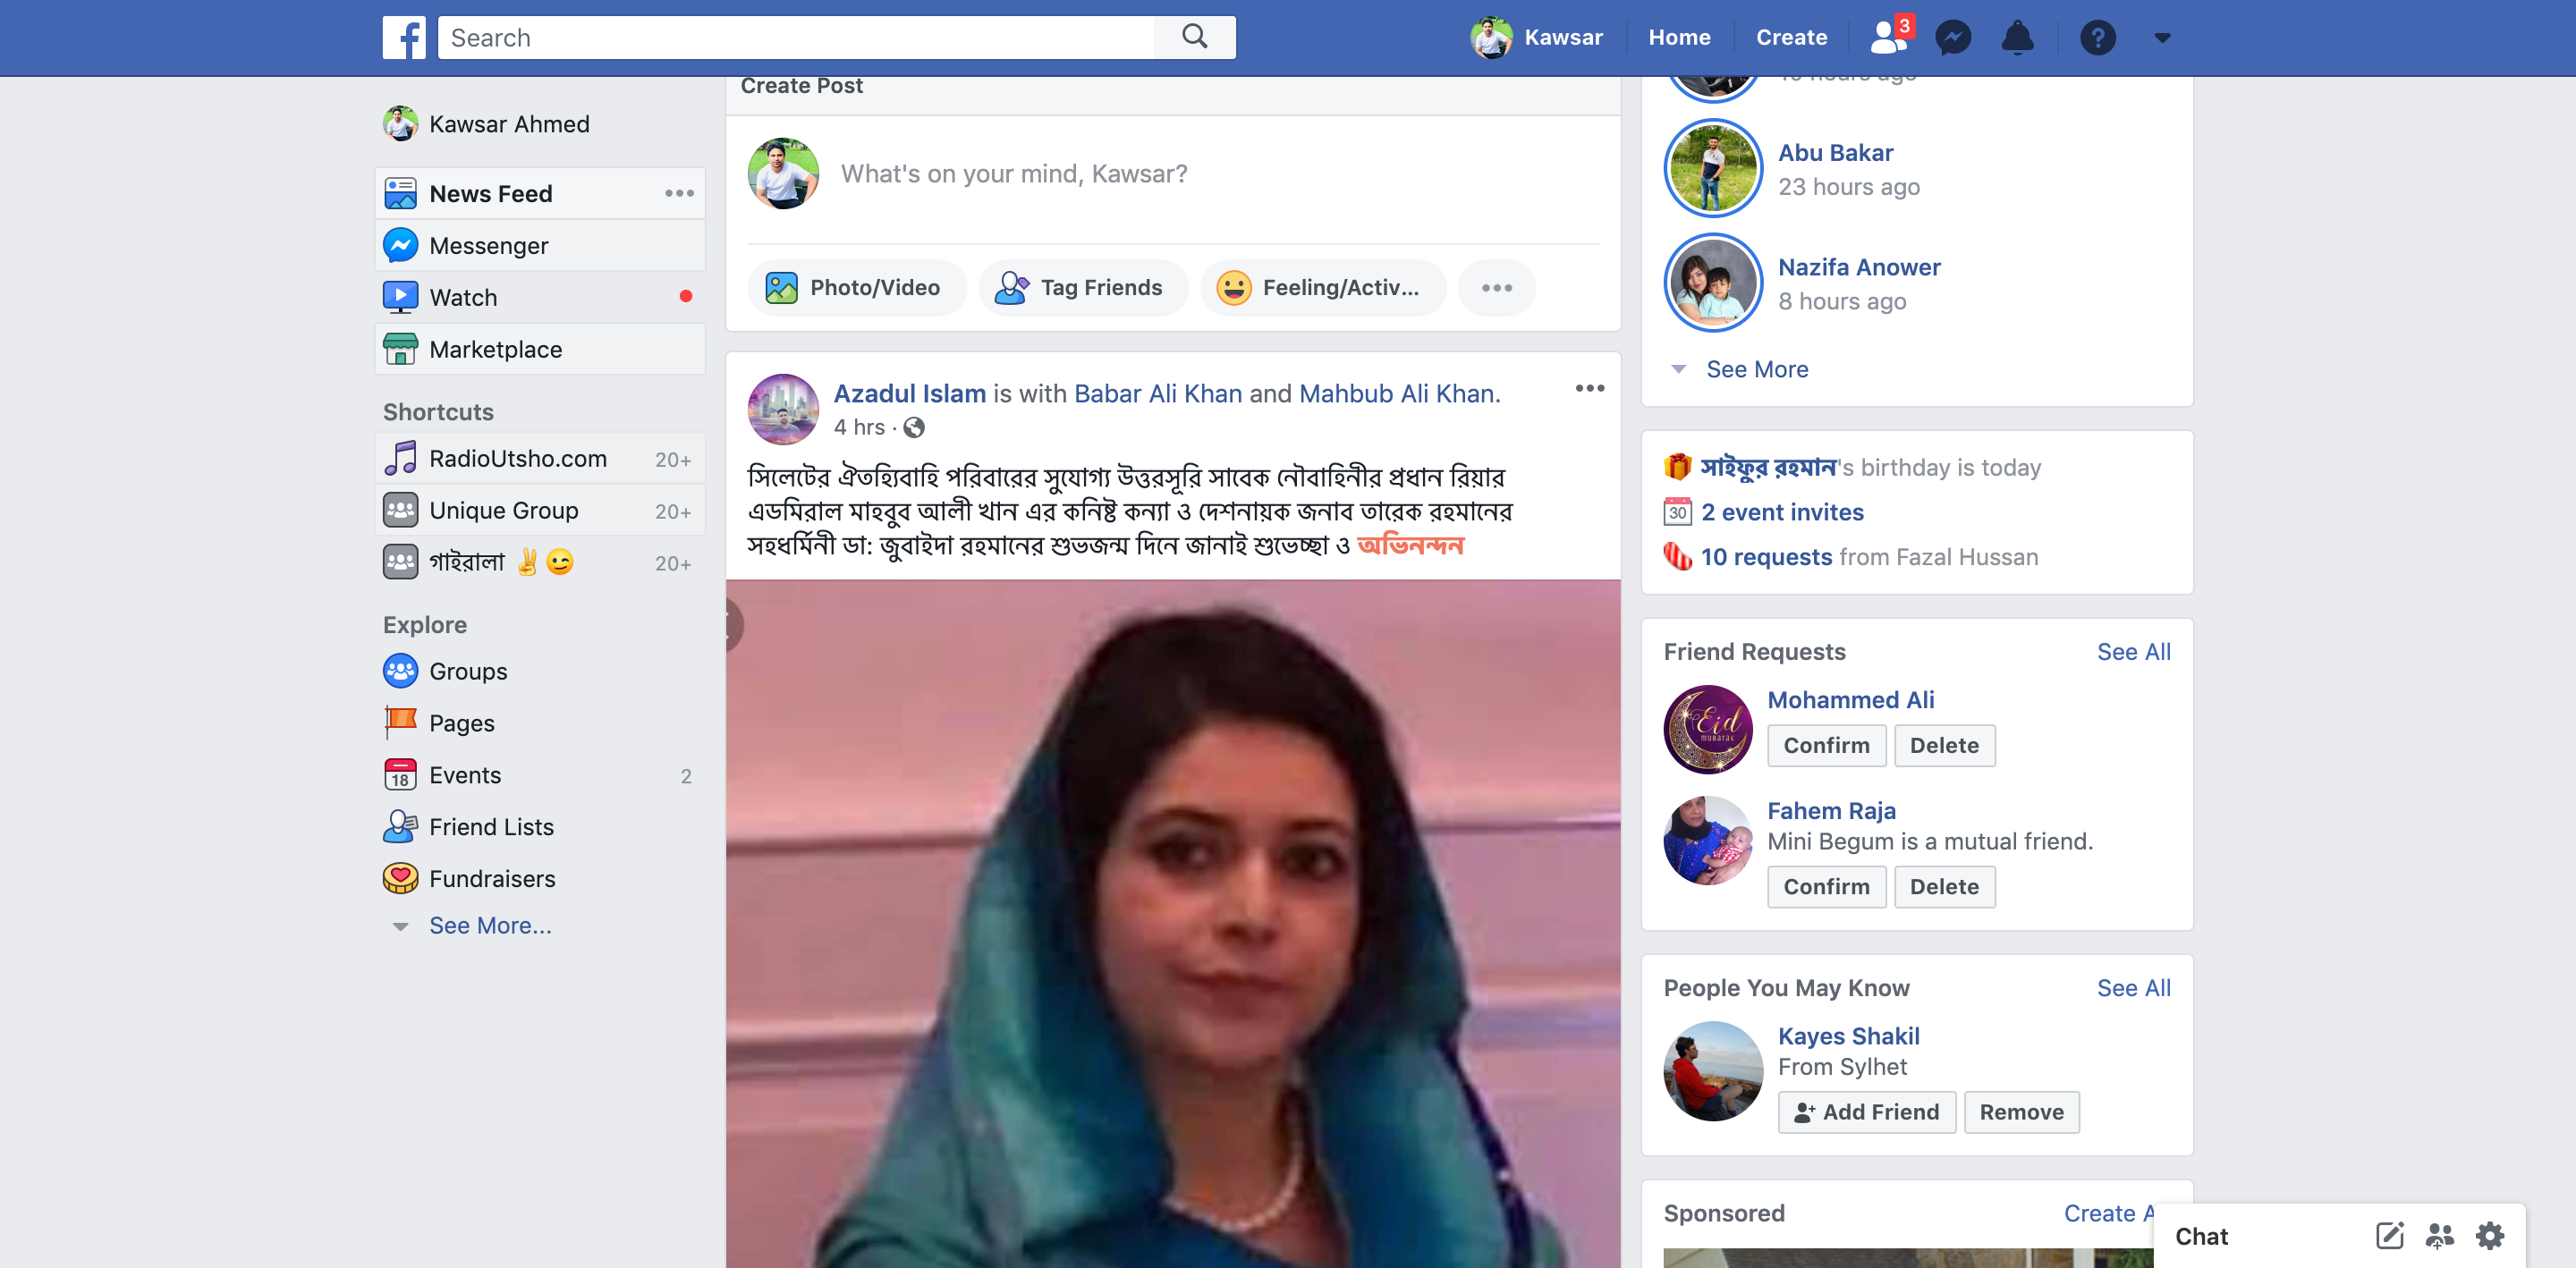 Search
Kawsar
Home
Create
3
Kawsar Ahmed
News Feed
Messenger
Watch
Marketplace
Shortcuts
RadioUtsho.com 20+
Unique Group 20+
গাইরালা ✌😉 20+
Explore
Groups
Pages
18
Events 2
Friend Lists
Fundraisers
See More...
Create Post
What's on your mind, Kawsar?
Photo/Video
Tag Friends
Feeling/Activ...
Azadul Islam is with Babar Ali Khan and Mahbub Ali Khan.
4 hrs ·
সিলেটের ঐতহ্যিবাহি পরিবারের সুযোগ্য উত্তরসূরি সাবেক নৌবাহিনীর প্রধান রিয়ার
এডমিরাল মাহবুব আলী খান এর কনিষ্ট কন্যা ও দেশনায়ক জনাব তারেক রহমানের
সহধর্মিনী ডা: জুবাইদা রহমানের শুভজন্ম দিনে জানাই শুভেচ্ছা ও অভিনন্দন
Abu Bakar
23 hours ago
Nazifa Anower
8 hours ago
See More
সাইফুর রহমান's birthday is today
30
2 event invites
10 requests from Fazal Hussan
Friend Requests See All
Eid
MUBARAK
Mohammed Ali
Confirm Delete
Fahem Raja
Mini Begum is a mutual friend.
Confirm Delete
People You May Know See All
Kayes Shakil
From Sylhet
Add Friend Remove
Sponsored Create
Chat